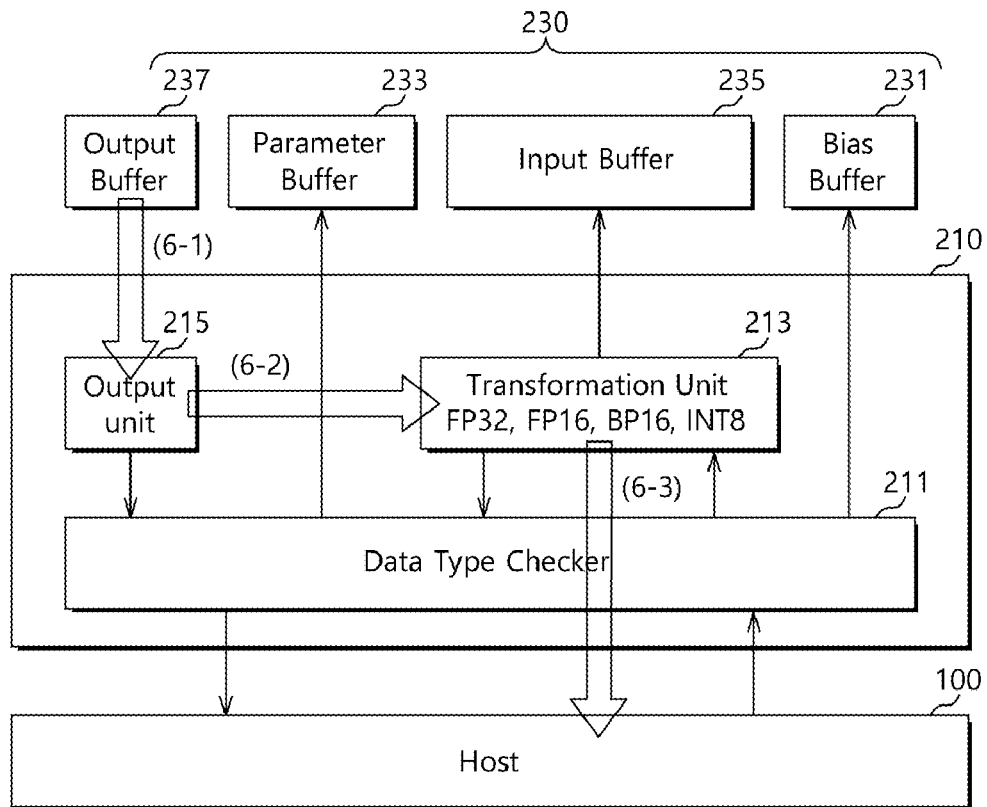 230
237
233
235
231
Output
Buffer
Parameter
Buffer
Input Buffer
Bias
Buffer
(6-1)
210
215
213
Output
unit
(6-2)
Transformation Unit
FP32, FP16, BP16, INT8
(6-3)
211
Data Type Checker
100
Host